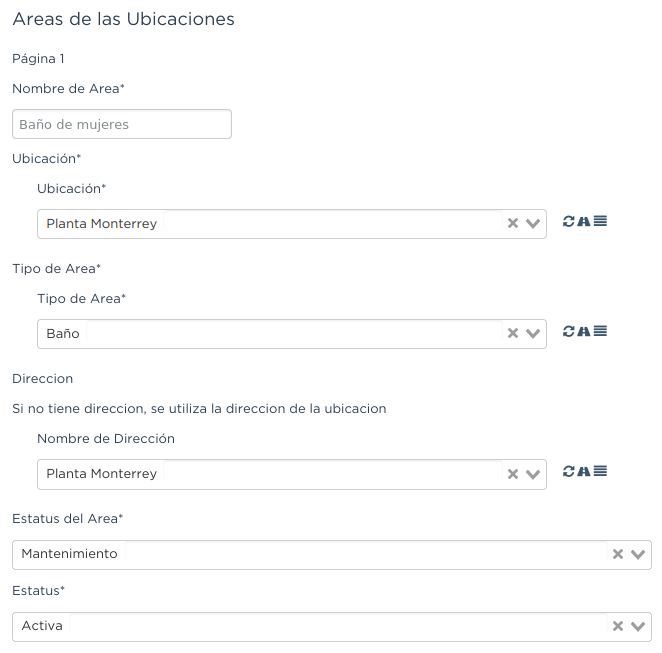 Areas de las Ubicaciones
Página 1
Nombre de Area*
Baño de mujeres
Ubicación*
Ubicación*
Planta Monterrey
Tipo de Area*
Tipo de Area*
Baño
Direccion
Si no tiene direccion, se utiliza la direccion de la ubicacion
Nombre de Dirección
Planta Monterrey
Estatus del Area*
Mantenimiento
Estatus*
Activa